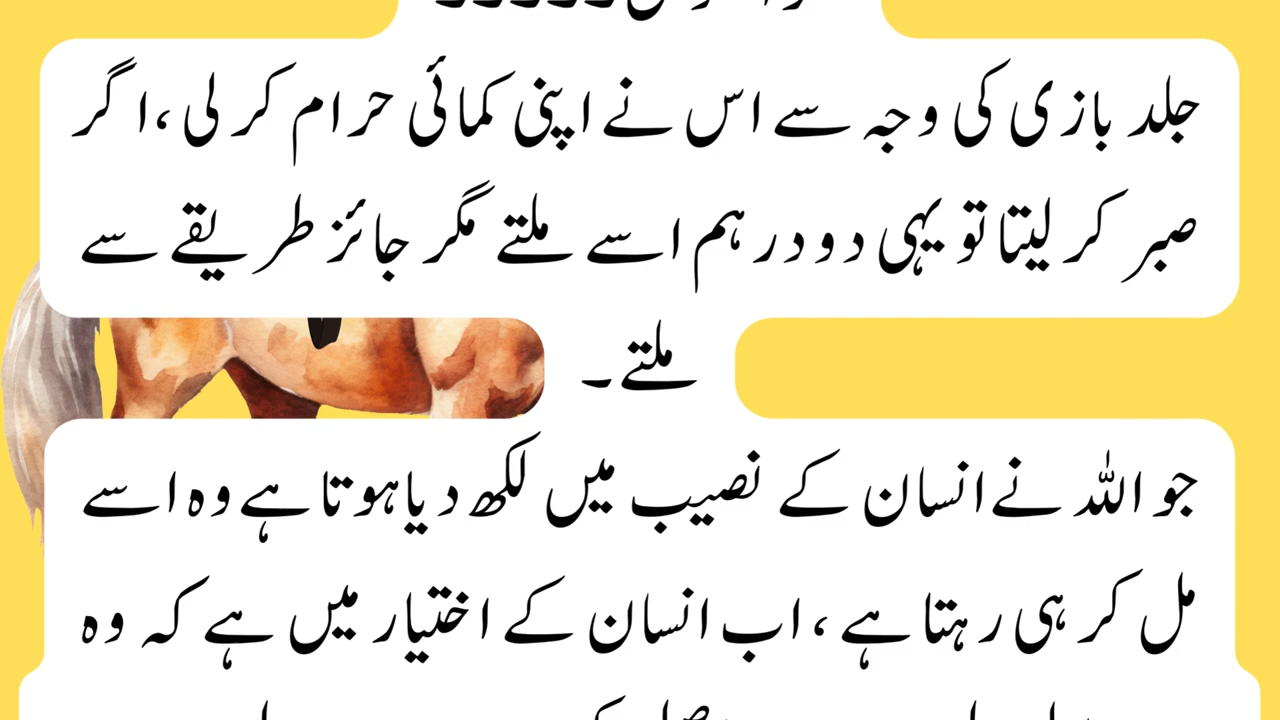 جلد بازی کی وجہ سے اس نے اپنی کمائی حرام کر لی، اگر
صبر کر لیتا تو یہی دو درہم اسے ملتے مگر جائز طریقے سے
ملتے۔
جو اللہ نے انسان کے نصیب میں لکھ دیا ہوتا ہے وہ اسے
مل کر ہی رہتا ہے، اب انسان کے اختیار میں ہے کہ وہ